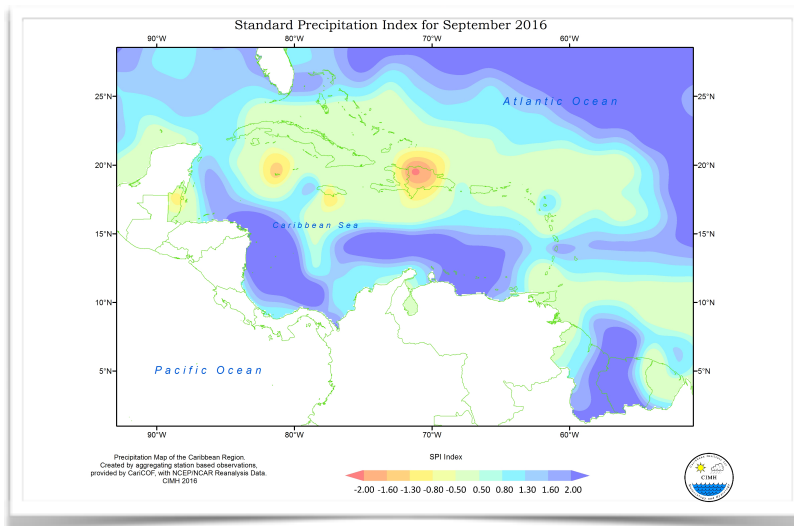 Standard Precipitation Index for September 2016
90°W 80°W 70°W 60°W
25°N 25°N
Atlantic Ocean
20°N 20°N
Caribbean Sea
15°N 15°N
10°N 10°N
Pacific Ocean
5°N 5°N
90°W 80°W 70°W 60°W
Precipitation Map of the Caribbean Region.
Created by aggregating station based observations,
provided by CariCOF, with NCEP/NCAR Reanalysis Data.
CIMH 2016
SPI Index
-2.00 -1.60 -1.30 -0.80 -0.50 0.50 0.80 1.30 1.60 2.00
CIMH